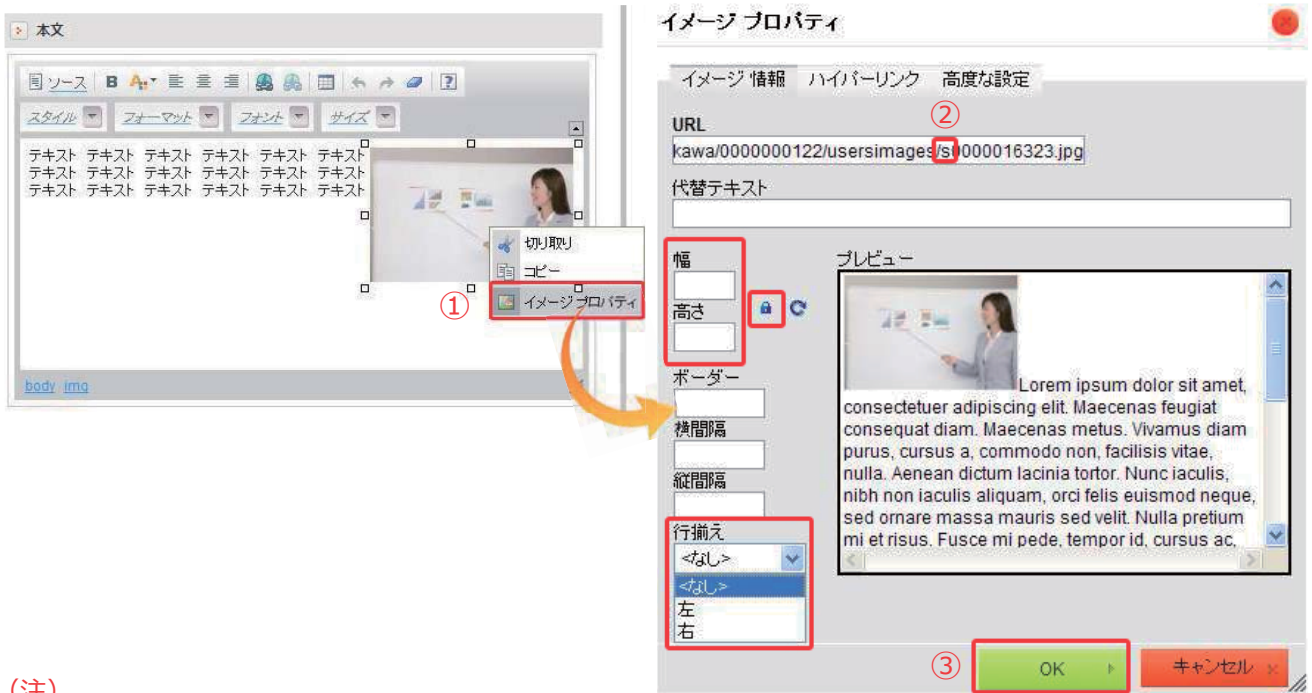 本文
ソース B A
スタイル フォーマット フォント サイズ
テキスト テキスト テキスト テキスト テキスト テキスト
テキスト テキスト テキスト テキスト テキスト テキスト
テキスト テキスト テキスト テキスト テキスト テキスト
切り取り
コピー
① イメージプロパティ
body img
イメージ プロパティ
イメージ 情報 ハイパーリンク 高度な設定
②
URL
kawa/0000000122/usersimages/s0000016323.jpg
代替テキスト
幅
高さ
ボーダー
横間隔
縦間隔
行揃え
<なし>
<なし>
左
右
プレビュー
Lorem ipsum dolor sit amet,
consectetuer adipiscing elit. Maecenas feugiat
consequat diam. Maecenas metus. Vivamus diam
purus, cursus a, commodo non, facilisis vitae,
nulla. Aenean dictum lacinia tortor. Nunc iaculis,
nibh non iaculis aliquam, orci felis euismod neque,
sed ornare massa mauris sed velit. Nulla pretium
mi et risus. Fusce mi pede, tempor id, cursus ac,
③ OK キャンセル
(注)